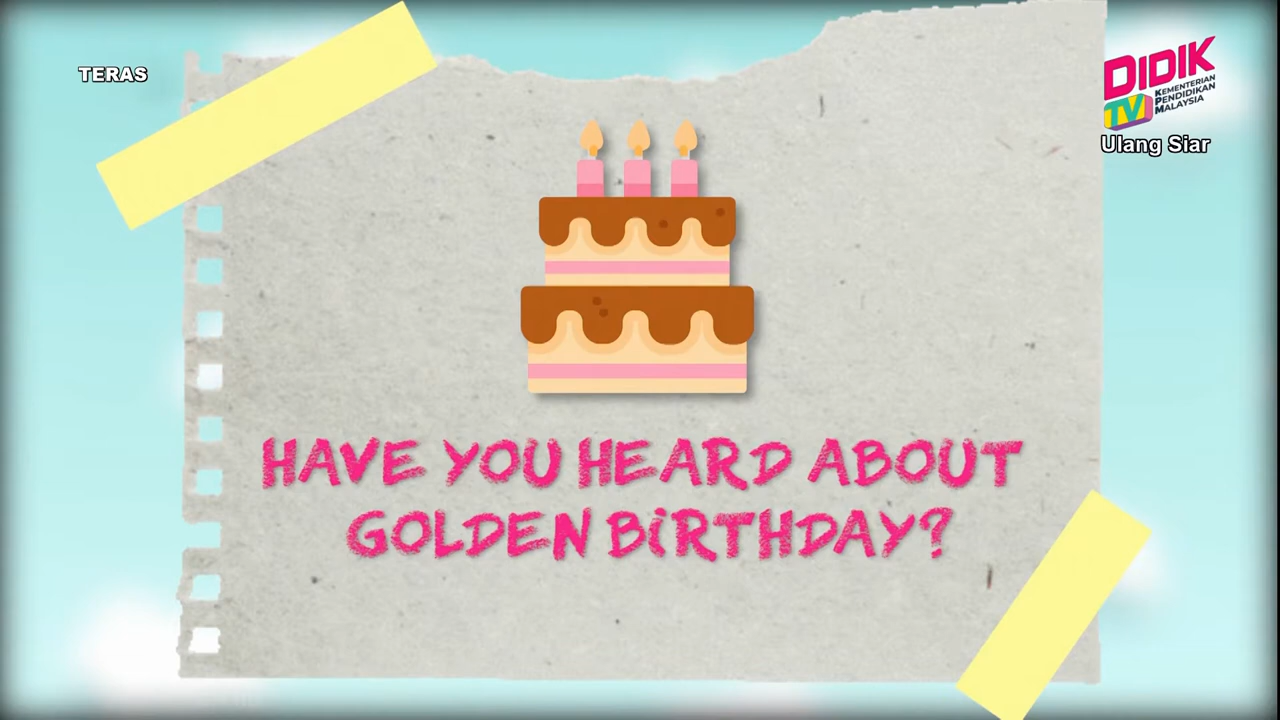 TERAS
DIDIK
TV
KEMENTERIAN
PENDIDIKAN
MALAYSIA
Ulang Siar
HAVE YOU HEARD ABOUT
GOLDEN BIRTHDAY?